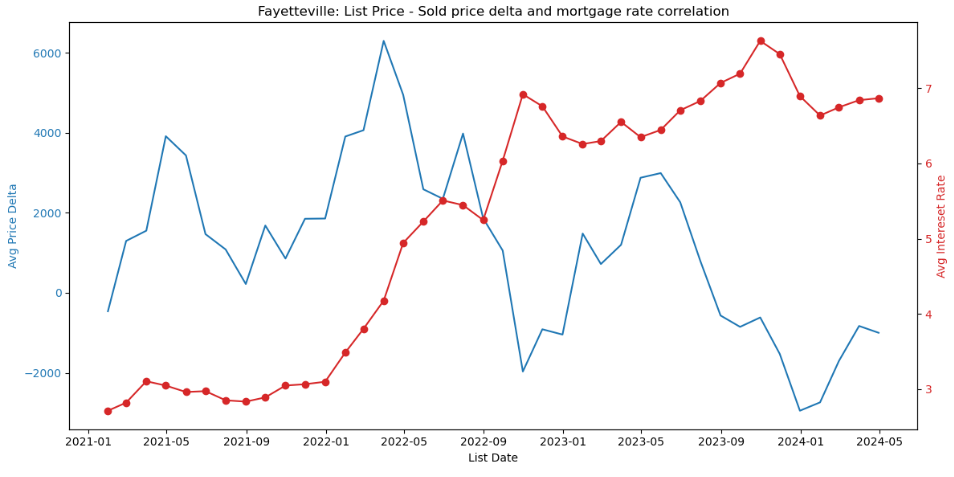 Fayetteville: List Price - Sold price delta and mortgage rate correlation
6000
4000
2000
0
−2000
Avg Price Delta
7
6
5
4
3
Avg Intereset Rate
2021-01 2021-05 2021-09 2022-01 2022-05 2022-09 2023-01 2023-05 2023-09 2024-01 2024-05
List Date